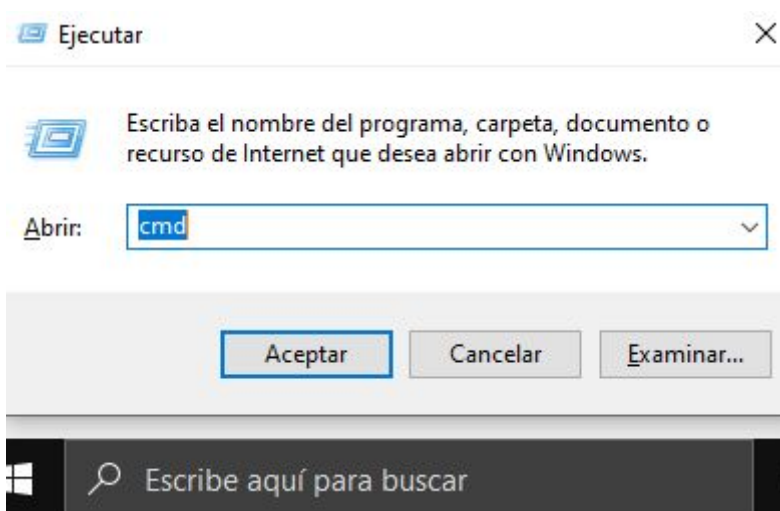 Ejecutar
Escriba el nombre del programa, carpeta, documento o
recurso de Internet que desea abrir con Windows.
Abrir:
cmd
Aceptar
Cancelar
Examinar...
Escribe aquí para buscar